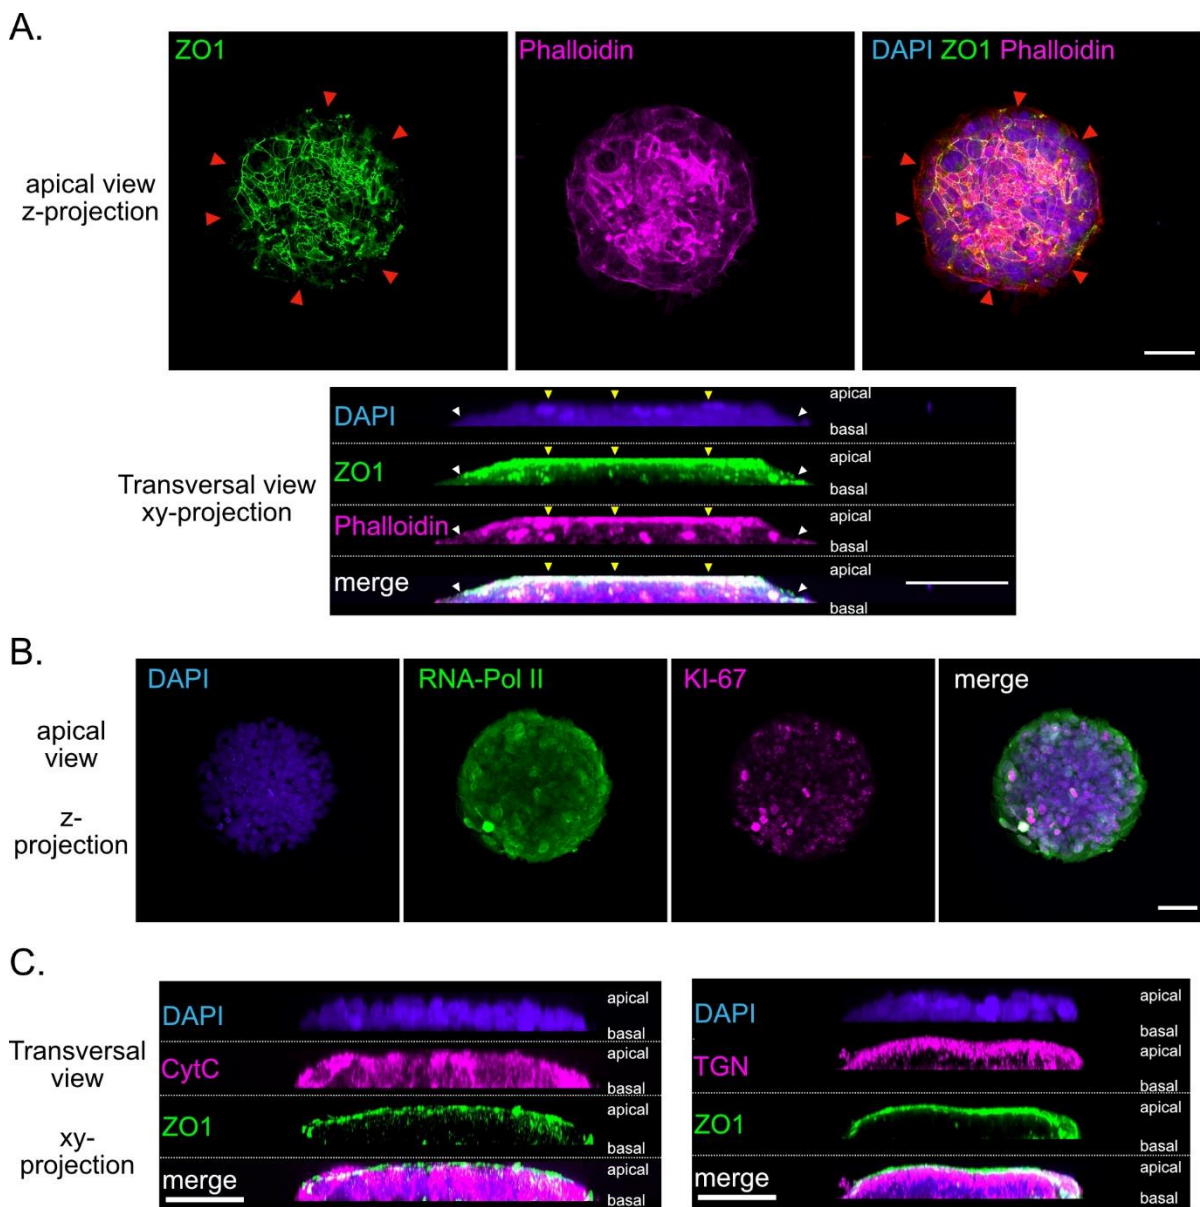 A.
ZO1
Phalloidin
DAPI ZO1 Phalloidin
apical view
z-projection
Transversal view
xy-projection
DAPI
apical
basal
ZO1
apical
basal
Phalloidin
apical
basal
merge
apical
basal
B.
apical
view
z-
projection
DAPI
RNA-Pol II
KI-67
merge
C.
Transversal
view
xy-
projection
DAPI
apical
basal
CytC
apical
basal
ZO1
apical
basal
merge
apical
basal
DAPI
apical
basal
TGN
apical
basal
ZO1
apical
basal
merge
apical
basal